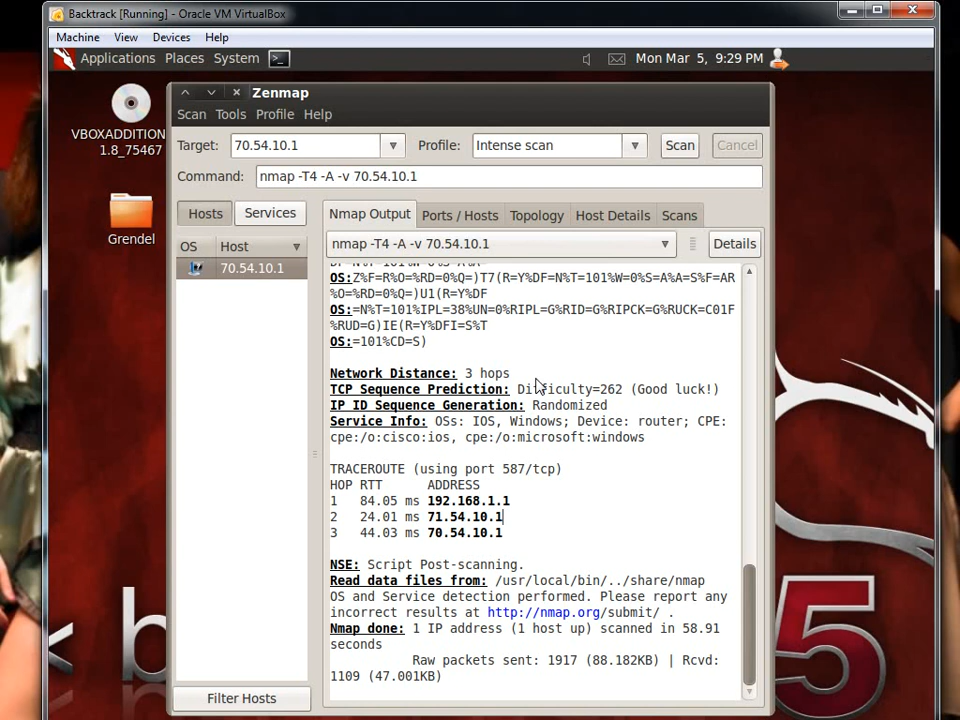 Backtrack [Running] - Oracle VM VirtualBox
Machine View Devices Help
Applications Places System Mon Mar 5, 9:29 PM
VBOXADDITION
1.8_75467
Grendel
Zenmap
Scan Tools Profile Help
Target: 70.54.10.1 Profile: Intense scan Scan Cancel
Command: nmap -T4 -A -v 70.54.10.1
Hosts Services
OS Host
70.54.10.1
Filter Hosts
Nmap Output Ports / Hosts Topology Host Details Scans
nmap -T4 -A -v 70.54.10.1 Details
OS:Z%F=R%O=%RD=0%Q=)T7(R=Y%DF=N%T=101%W=0%S=A%A=S%F=AR
%O=%RD=0%Q=)U1(R=Y%DF
OS:=N%T=101%IPL=38%UN=0%RIPL=G%RID=G%RIPCK=G%RUCK=C01F
%RUD=G)IE(R=Y%DFI=S%T
OS:=101%CD=S)
Network Distance: 3 hops
TCP Sequence Prediction: Difficulty=262 (Good luck!)
IP ID Sequence Generation: Randomized
Service Info: OSs: IOS, Windows; Device: router; CPE:
cpe:/o:cisco:ios, cpe:/o:microsoft:windows
TRACEROUTE (using port 587/tcp)
HOP RTT ADDRESS
1 84.05 ms 192.168.1.1
2 24.01 ms 71.54.10.1
3 44.03 ms 70.54.10.1
NSE: Script Post-scanning.
Read data files from: /usr/local/bin/../share/nmap
OS and Service detection performed. Please report any
incorrect results at http://nmap.org/submit/ .
Nmap done: 1 IP address (1 host up) scanned in 58.91
seconds
Raw packets sent: 1917 (88.182KB) | Rcvd:
1109 (47.001KB)
b
5